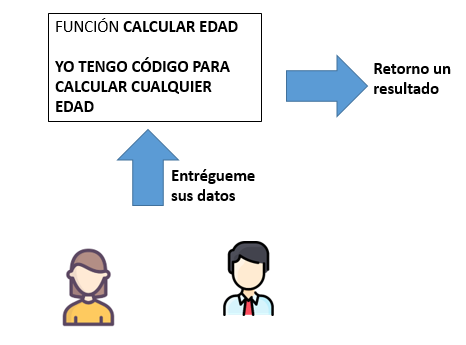 FUNCIÓN CALCULAR EDAD
YO TENGO CÓDIGO PARA
CALCULAR CUALQUIER
EDAD
Retorno un
resultado
Entrégueme
sus datos